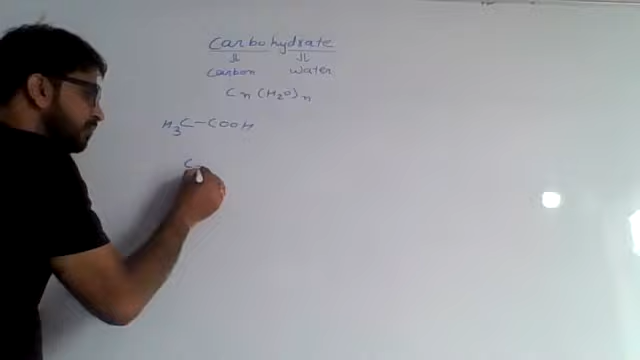 Carbohydrate
⇓ ⇓
Carbon Water
Cn (H2O)n
H3C-COOH
C